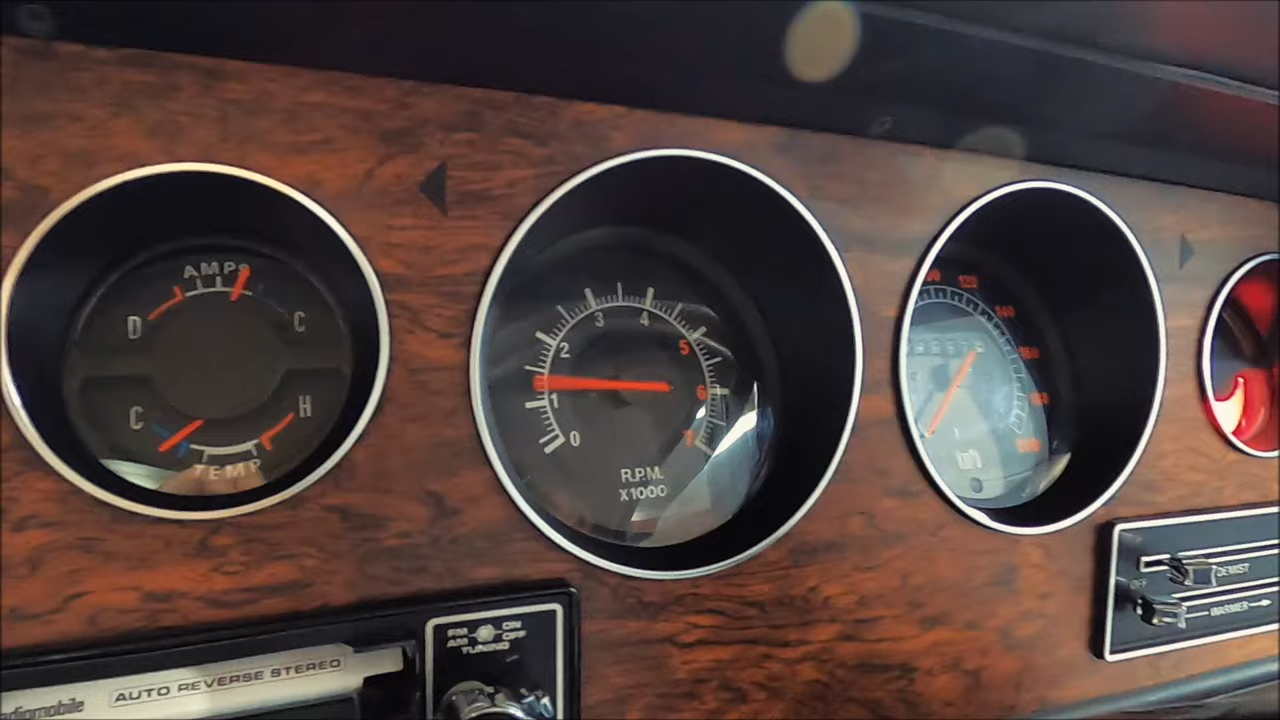 AMPS
D C
C H
TEMP
0 1 2 3 4 5 6 7
R.P.M.
X1000
120
140
160
180
AUTO REVERSE STEREO
FM ON
AM OFF
TUNING
OFF
DEMIST
WARMER